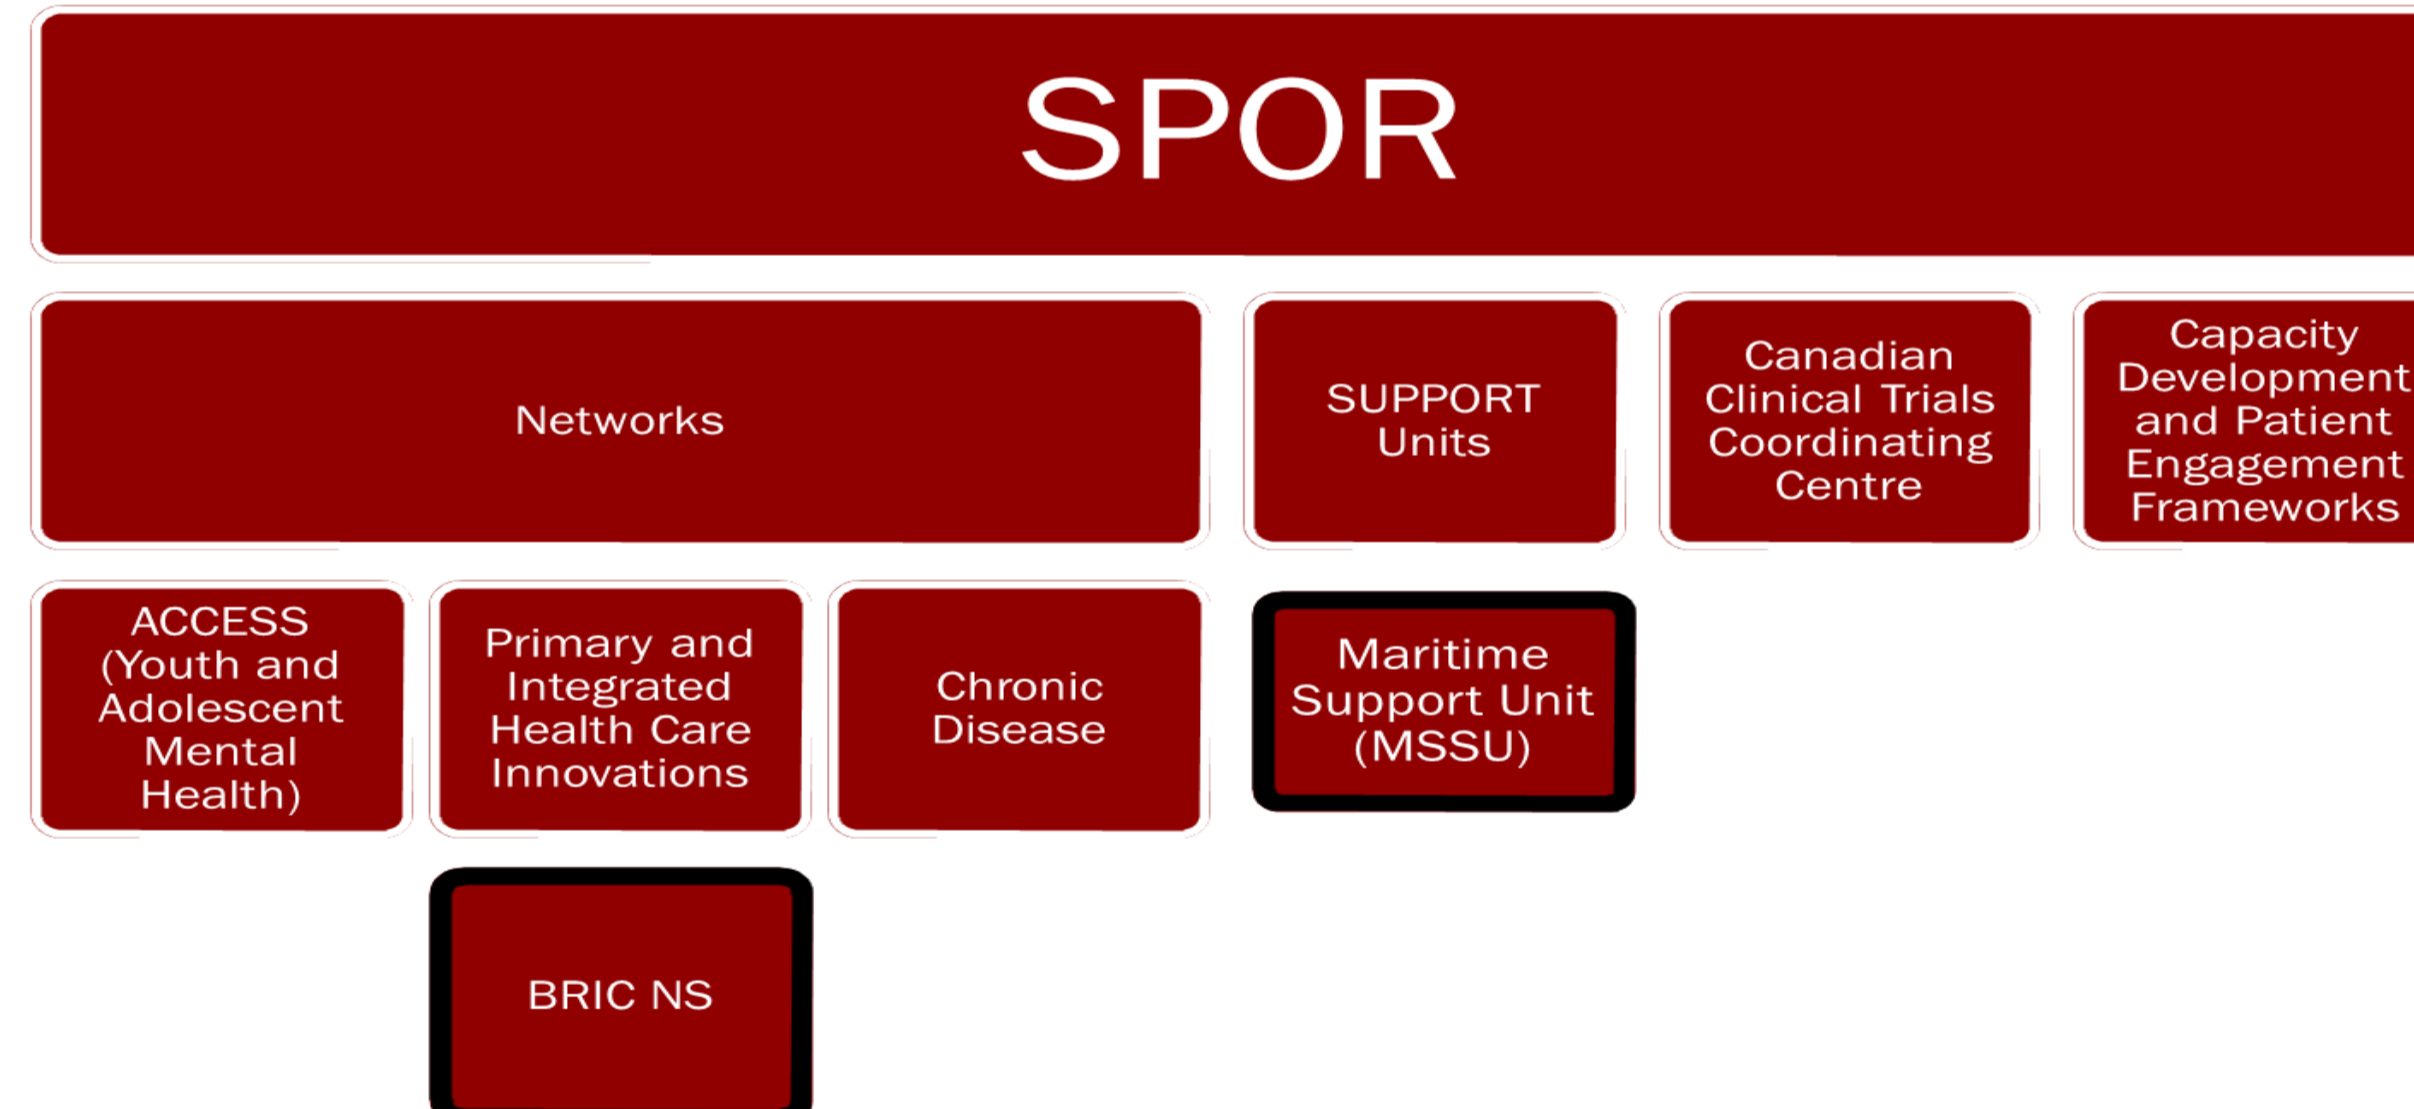 SPOR
Networks
SUPPORT
Units
Canadian
Clinical Trials
Coordinating
Centre
Capacity
Development
and Patient
Engagement
Frameworks
ACCESS
(Youth and
Adolescent
Mental
Health)
Primary and
Integrated
Health Care
Innovations
Chronic
Disease
Maritime
Support Unit
(MSSU)
BRIC NS